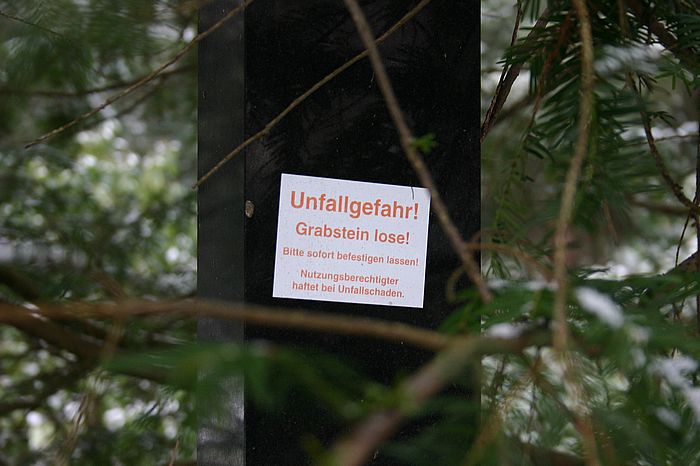 Unfallgefahr!
Grabstein lose!
Bitte sofort befestigen lassen!
Nutzungsberechtigter
haftet bei Unfallschaden.